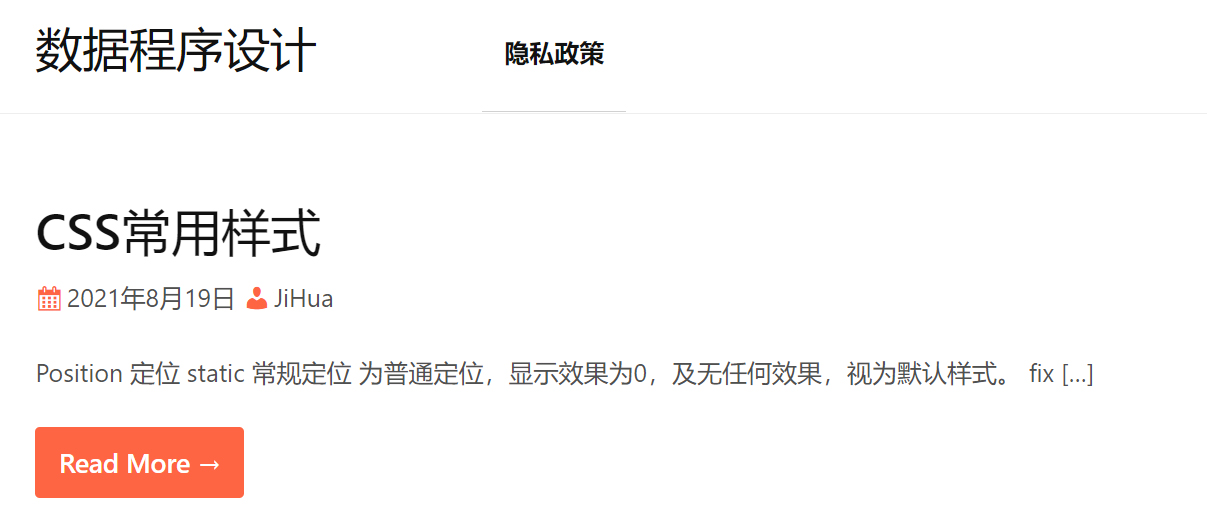 数据程序设计
隐私政策
CSS常用样式
2021年8月19日 JiHua
Position 定位 static 常规定位 为普通定位，显示效果为0，及无任何效果，视为默认样式。 fix [...]
Read More →